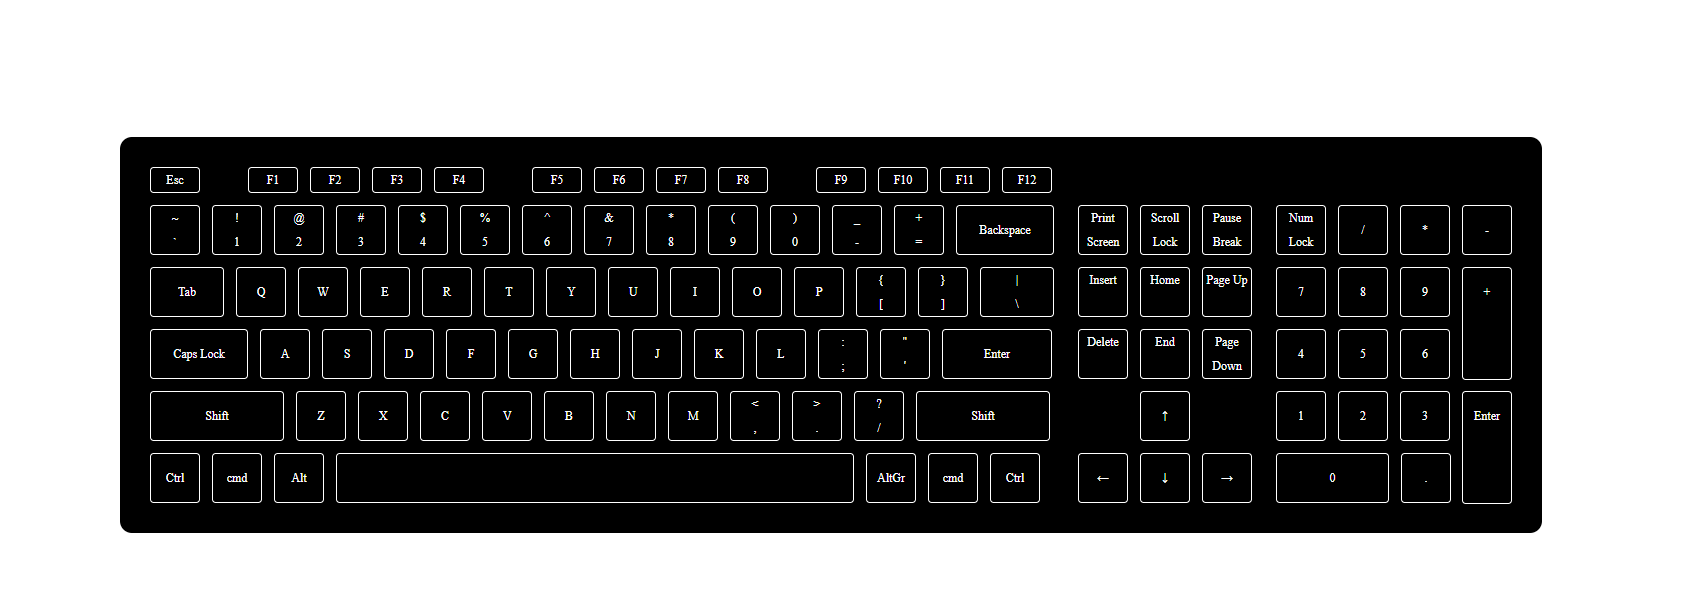 Esc F1 F2 F3 F4 F5 F6 F7 F8 F9 F10 F11 F12
~ ! @ # $ % ^ & * ( ) _ + Backspace Print Scroll Pause Num / * -
` 1 2 3 4 5 6 7 8 9 0 - = Screen Lock Break Lock
Tab Q W E R T Y U I O P { } | Insert Home Page Up 7 8 9 +
[ ] \
Caps Lock A S D F G H J K L : " Enter Delete End Page 4 5 6
; ' Down
Shift Z X C V B N M < > ? Shift ↑ 1 2 3 Enter
, . /
Ctrl cmd Alt AltGr cmd Ctrl ← ↓ → 0 .